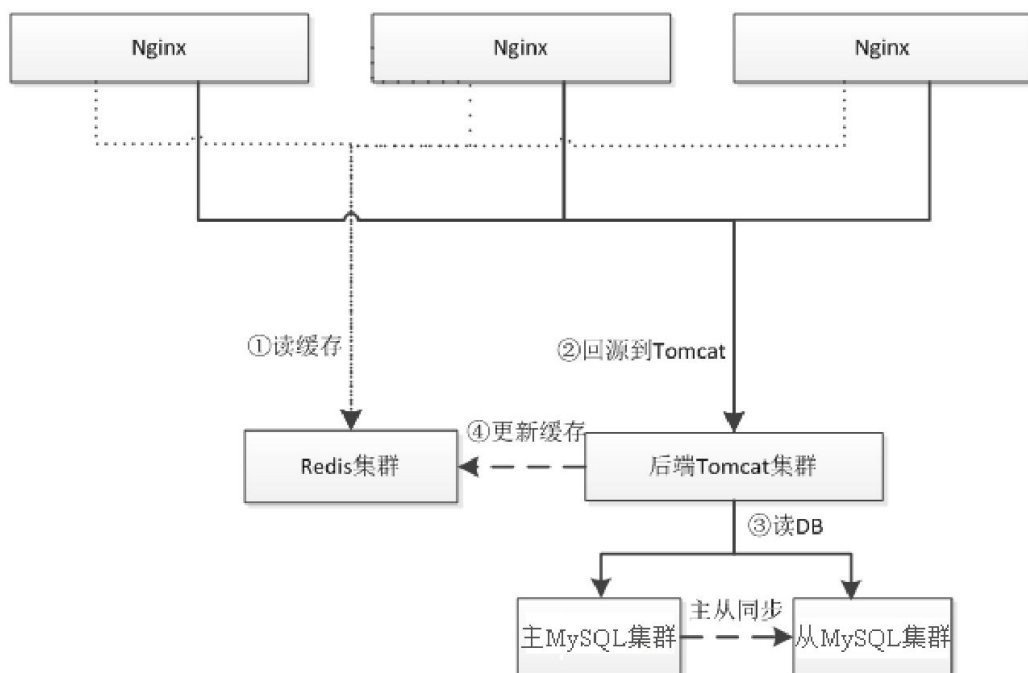 Nginx
Nginx
Nginx
①读缓存
②回源到Tomcat
④更新缓存
Redis集群
后端Tomcat集群
③读DB
主从同步
主MySQL集群
从MySQL集群